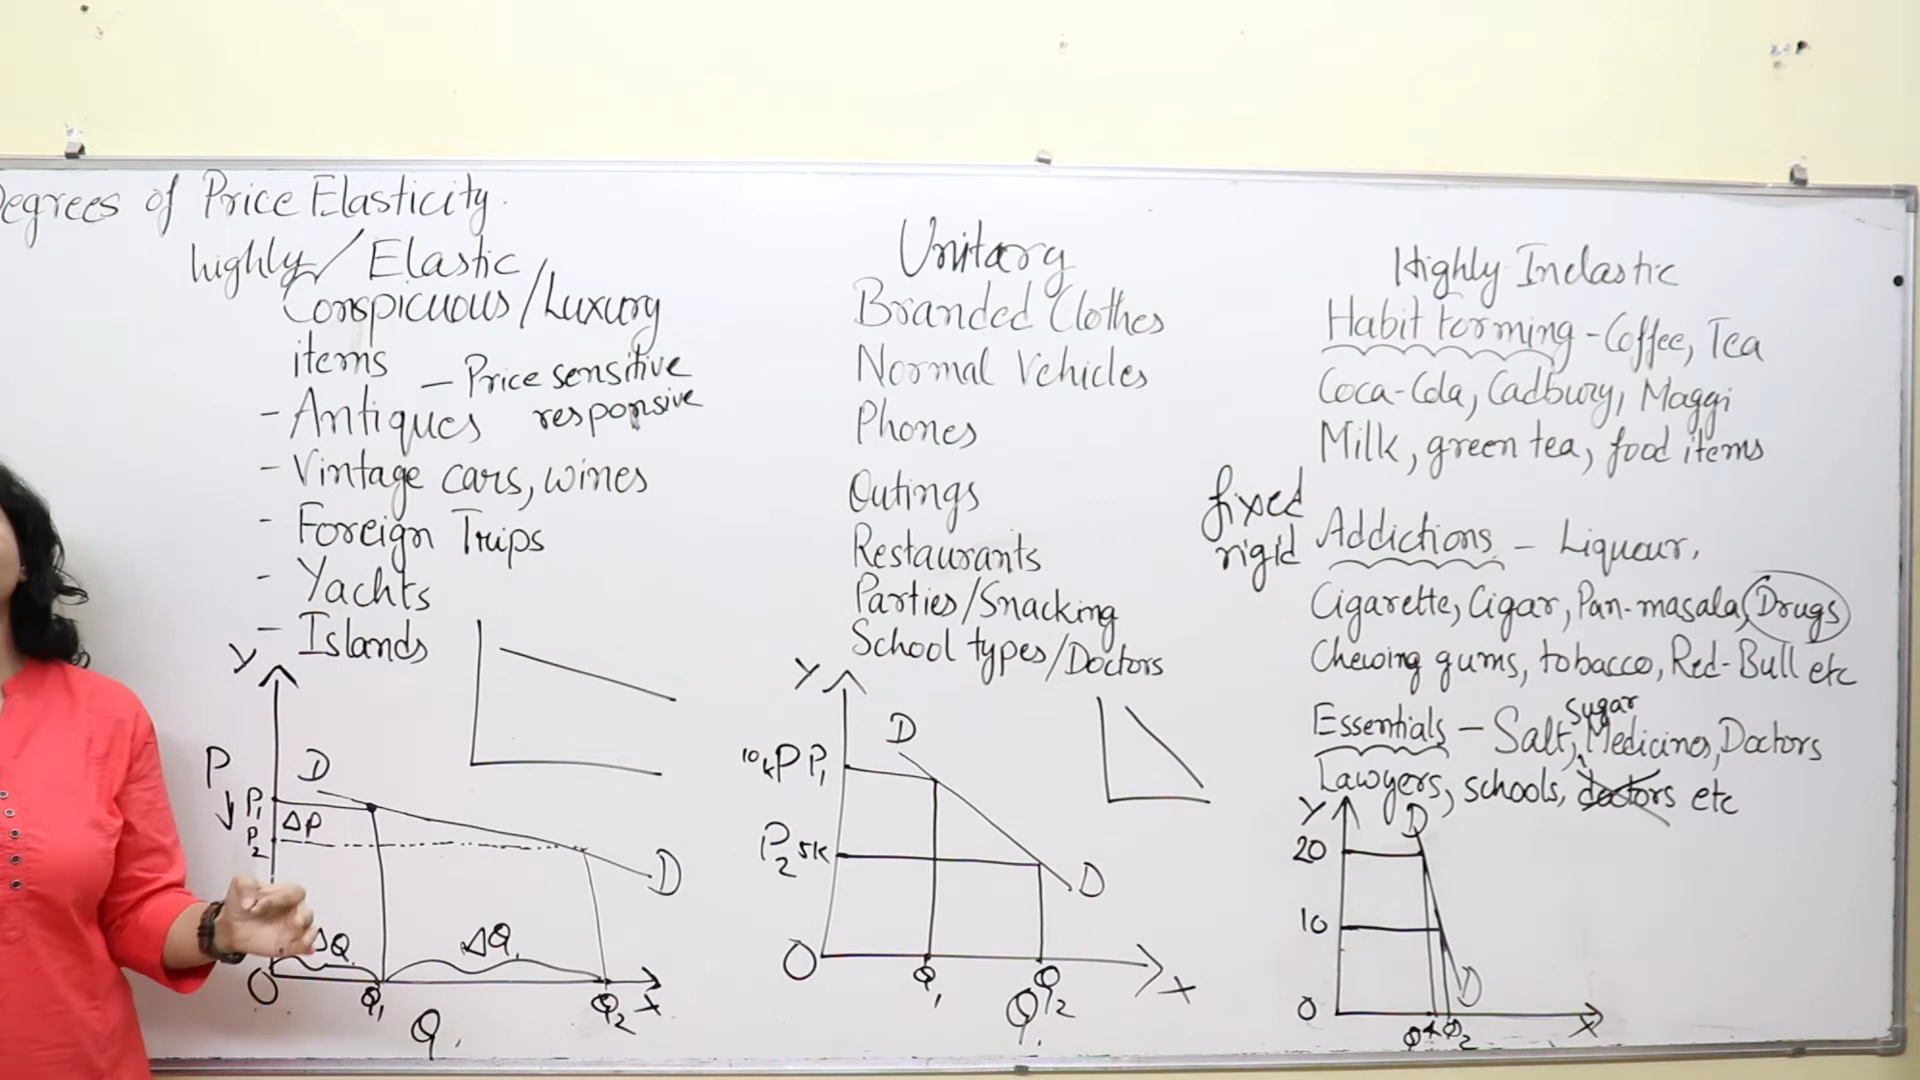 Degrees of Price Elasticity.
highly / Elastic
Conspicuous / Luxury
items
- Price sensitive
responsive
- Antiques
- Vintage cars, wines
- Foreign Trips
- Yachts
- Islands
Y
P
D
P1
ΔP
P2
D
ΔQ
ΔQ
O
Q1
Q2
X
Q
Unitary
Branded Clothes
Normal Vehicles
Phones
Outings
Restaurants
Parties/Snacking
School types/Doctors
Y
D
10k P P1
P2 5k
D
O
Q1
Q2
X
Q
Highly Inelastic
Habit forming - Coffee, Tea
Coca-Cola, Cadbury, Maggi
Milk, green tea, food items
fixed
rigid
Addictions - Liqueur,
Cigarette, Cigar, Pan-masala, Drugs
Chewing gums, tobacco, Red-Bull etc
sugar
Essentials - Salt, Medicines, Doctors
Lawyers, schools, doctors etc
Y
D
20
10
D
0
Q2
X